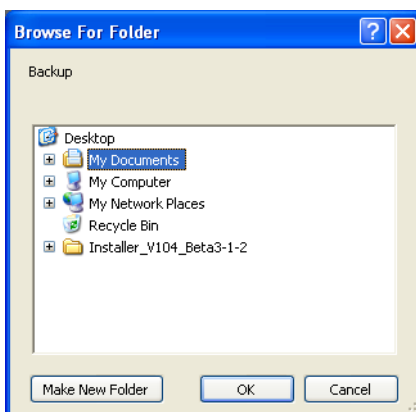 Browse For Folder
Backup
Desktop
My Documents
My Computer
My Network Places
Recycle Bin
Installer_V104_Beta3-1-2
Make New Folder
OK
Cancel